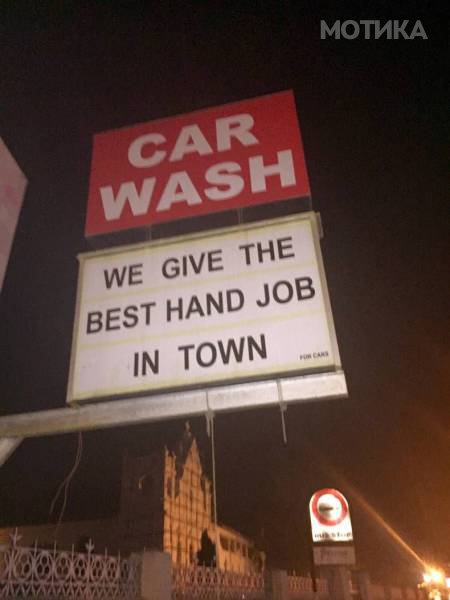 МОТИКА
CAR
WASH
WE GIVE THE
BEST HAND JOB
IN TOWN
FOR CARS